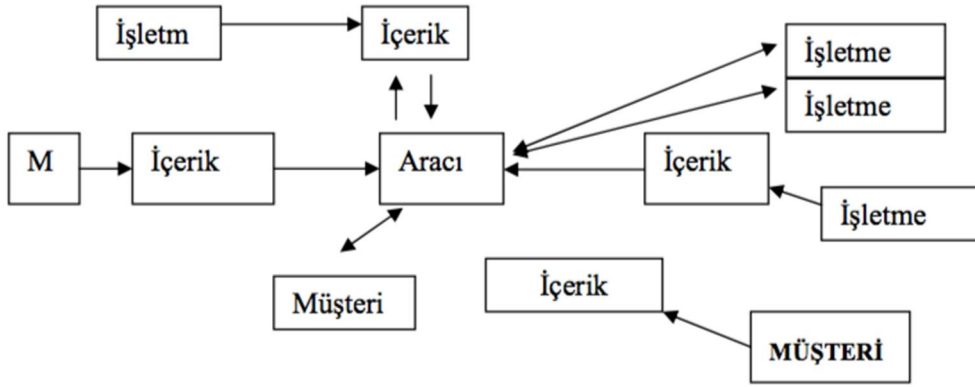 İşletm
İçerik
İşletme
İşletme
M
İçerik
Aracı
İçerik
İşletme
Müşteri
İçerik
MÜŞTERİ